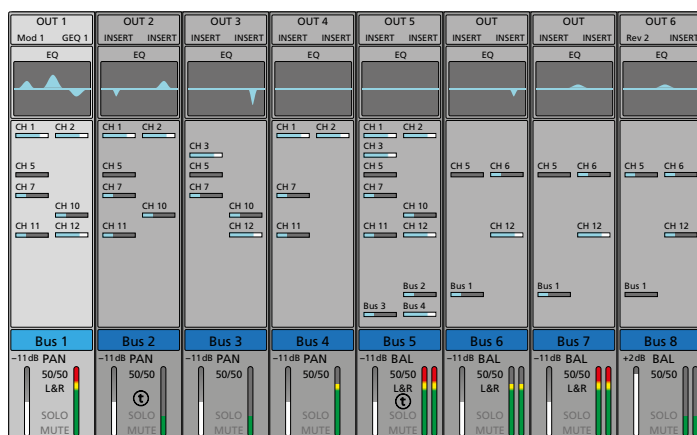 OUT 1 OUT 2 OUT 3 OUT 4 OUT 5 OUT OUT OUT 6
Mod 1 GEQ 1 INSERT INSERT INSERT INSERT INSERT INSERT INSERT INSERT INSERT INSERT INSERT INSERT Rev 2 INSERT
EQ EQ EQ EQ EQ EQ EQ EQ
CH 1 CH 2 CH 1 CH 2 CH 1 CH 2 CH 1 CH 2
CH 3 CH 3
CH 5 CH 5 CH 5 CH 5 CH 5 CH 6 CH 5 CH 6 CH 5 CH 6
CH 7 CH 7 CH 7 CH 7 CH 7
CH 10 CH 10 CH 10 CH 10
CH 11 CH 12 CH 11 CH 12 CH 11 CH 11 CH 12 CH 12 CH 12 CH 12
Bus 2 Bus 1 Bus 1 Bus 1
Bus 3 Bus 4
Bus 1 Bus 2 Bus 3 Bus 4 Bus 5 Bus 6 Bus 7 Bus 8
-11dB PAN -11dB PAN -11dB PAN -11dB PAN -11dB BAL -11dB BAL -11dB BAL +2dB BAL
50/50 50/50 50/50 50/50 50/50 50/50 50/50 50/50
L&R L&R L&R L&R
t t
SOLO SOLO SOLO SOLO SOLO SOLO SOLO SOLO
MUTE MUTE MUTE MUTE MUTE MUTE MUTE MUTE